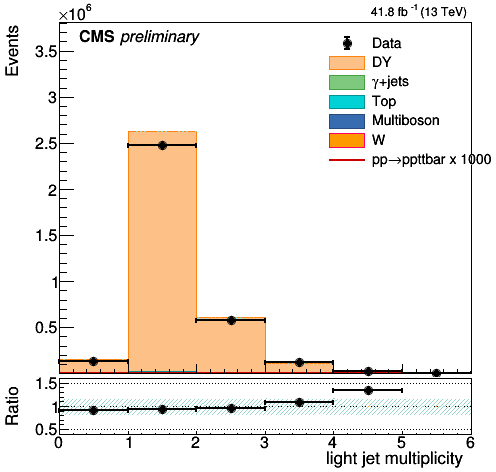 ×10⁶
41.8 fb⁻¹ (13 TeV)
CMS preliminary
Events
3.5
3
2.5
2
1.5
1
0.5
Data
DY
γ+jets
Top
Multiboson
W
pp→ppttbar x 1000
Ratio
1.5
1
0.5
0 1 2 3 4 5 6
light jet multiplicity